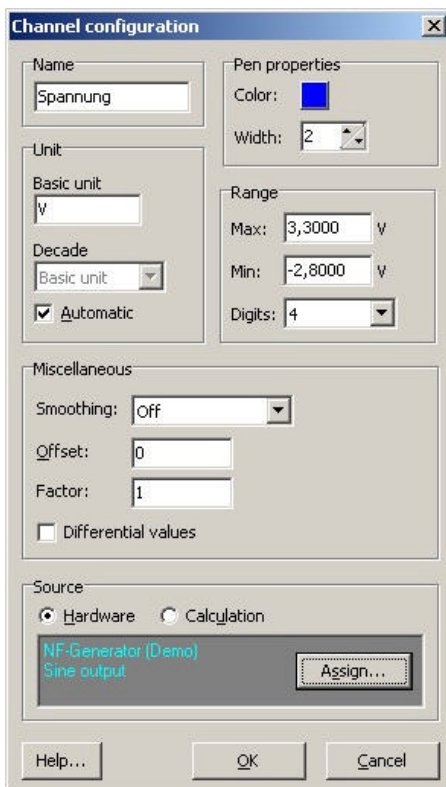 Channel configuration
Name
Spannung
Pen properties
Color:
Width: 2
Unit
Basic unit
V
Decade
Basic unit
Automatic
Range
Max: 3,3000 V
Min: -2,8000 V
Digits: 4
Miscellaneous
Smoothing: Off
Offset: 0
Factor: 1
Differential values
Source
Hardware Calculation
NF-Generator (Demo)
Sine output
Assign...
Help... OK Cancel